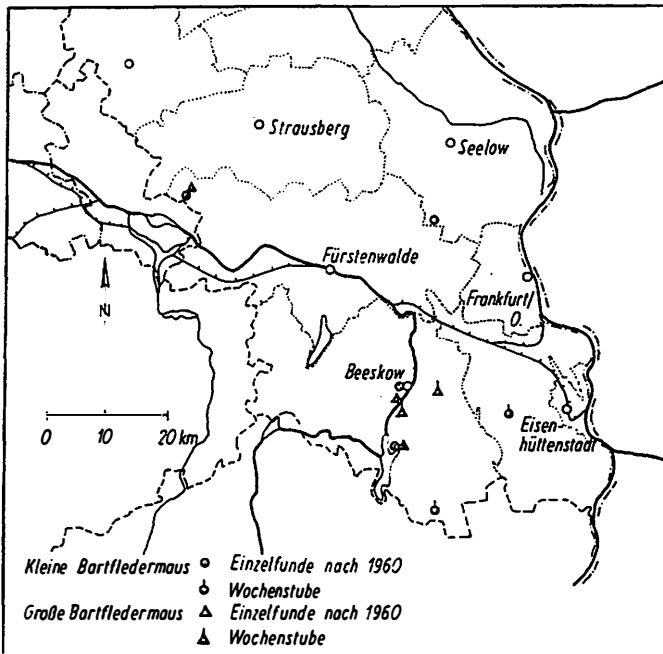 Strausberg
Seelow
Fürstenwalde
Frankfurt/
O.
N
Beeskow
Eisen-
hüttenstadt
0 10 20 km
Kleine Bartfledermaus Einzelfunde nach 1960
Wochenstube
Große Bartfledermaus Einzelfunde nach 1960
Wochenstube